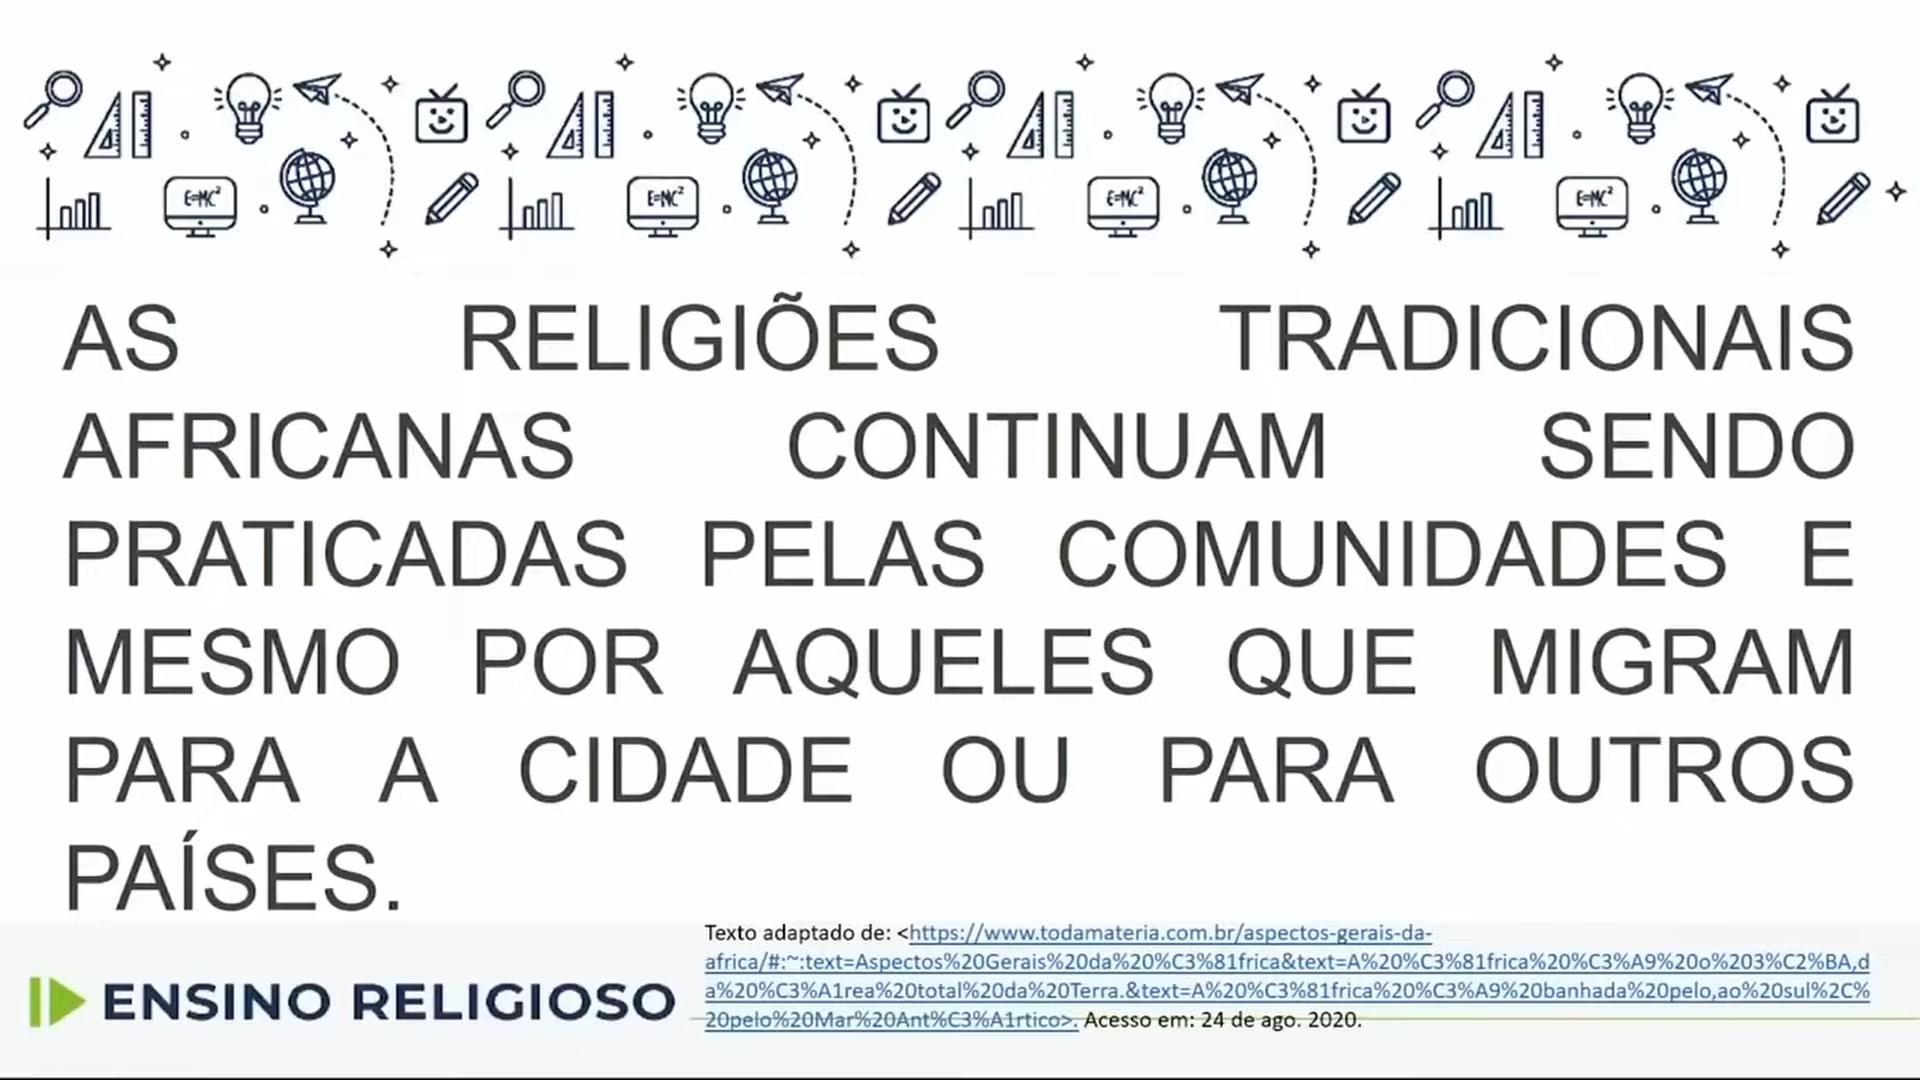 E=MC²
E=MC²
E=MC²
E=MC²
AS RELIGIÕES TRADICIONAIS
AFRICANAS CONTINUAM SENDO
PRATICADAS PELAS COMUNIDADES E
MESMO POR AQUELES QUE MIGRAM
PARA A CIDADE OU PARA OUTROS
PAÍSES.
Texto adaptado de: <https://www.todamateria.com.br/aspectos-gerais-da-
africa/#:~:text=Aspectos%20Gerais%20da%20%C3%81frica&text=A%20%C3%81frica%20%C3%A9%20o%203%C2%BA,d
a%20%C3%A1rea%20total%20da%20Terra.&text=A%20%C3%81frica%20%C3%A9%20banhada%20pelo,ao%20sul%2C%
20pelo%20Mar%20Ant%C3%A1rtico>. Acesso em: 24 de ago. 2020.
ENSINO RELIGIOSO